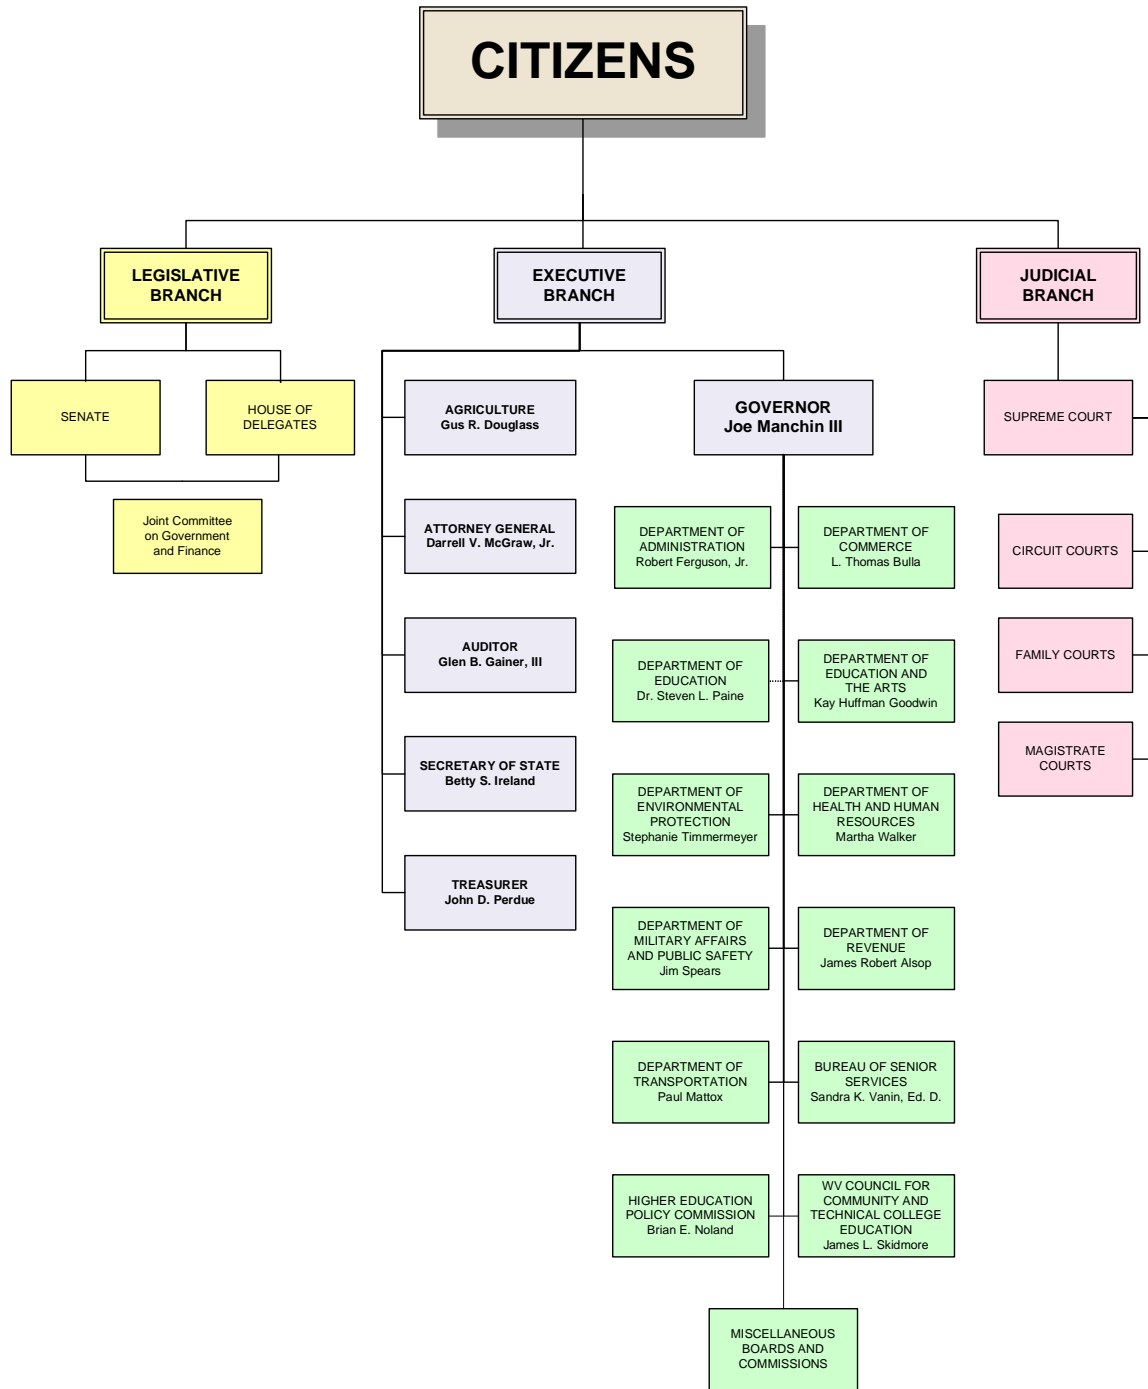 CITIZENS
LEGISLATIVE
BRANCH
EXECUTIVE
BRANCH
JUDICIAL
BRANCH
SENATE
HOUSE OF
DELEGATES
Joint Committee
on Government
and Finance
AGRICULTURE
Gus R. Douglass
ATTORNEY GENERAL
Darrell V. McGraw, Jr.
AUDITOR
Glen B. Gainer, III
SECRETARY OF STATE
Betty S. Ireland
TREASURER
John D. Perdue
GOVERNOR
Joe Manchin III
DEPARTMENT OF
ADMINISTRATION
Robert Ferguson, Jr.
DEPARTMENT OF
COMMERCE
L. Thomas Bulla
DEPARTMENT OF
EDUCATION
Dr. Steven L. Paine
DEPARTMENT OF
EDUCATION AND
THE ARTS
Kay Huffman Goodwin
DEPARTMENT OF
ENVIRONMENTAL
PROTECTION
Stephanie Timmermeyer
DEPARTMENT OF
HEALTH AND HUMAN
RESOURCES
Martha Walker
DEPARTMENT OF
MILITARY AFFAIRS
AND PUBLIC SAFETY
Jim Spears
DEPARTMENT OF
REVENUE
James Robert Alsop
DEPARTMENT OF
TRANSPORTATION
Paul Mattox
BUREAU OF SENIOR
SERVICES
Sandra K. Vanin, Ed. D.
HIGHER EDUCATION
POLICY COMMISSION
Brian E. Noland
WV COUNCIL FOR
COMMUNITY AND
TECHNICAL COLLEGE
EDUCATION
James L. Skidmore
MISCELLANEOUS
BOARDS AND
COMMISSIONS
SUPREME COURT
CIRCUIT COURTS
FAMILY COURTS
MAGISTRATE
COURTS